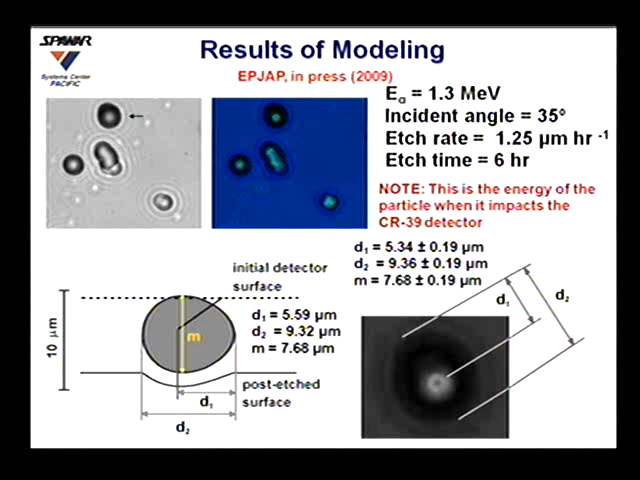 SPAWAR
Systems Center
PACIFIC
Results of Modeling
EPJAP, in press (2009)
Eα = 1.3 MeV
Incident angle = 35°
Etch rate = 1.25 µm hr -1
Etch time = 6 hr
NOTE: This is the energy of the
particle when it impacts the
CR-39 detector
d1 = 5.34 ± 0.19 µm
d2 = 9.36 ± 0.19 µm
m = 7.68 ± 0.19 µm
initial detector
surface
d1 = 5.59 µm
d2 = 9.32 µm
m = 7.68 µm
10 µm
m
post-etched
surface
d1
d2
d1
d2